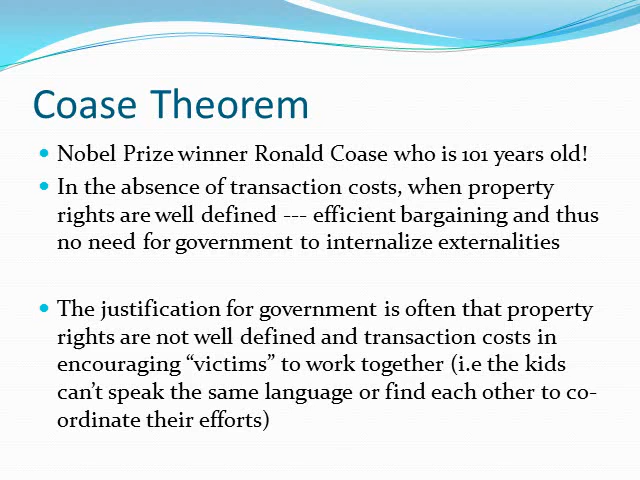 Coase Theorem
Nobel Prize winner Ronald Coase who is 101 years old!
In the absence of transaction costs, when property
rights are well defined --- efficient bargaining and thus
no need for government to internalize externalities
The justification for government is often that property
rights are not well defined and transaction costs in
encouraging “victims” to work together (i.e the kids
can’t speak the same language or find each other to co-
ordinate their efforts)